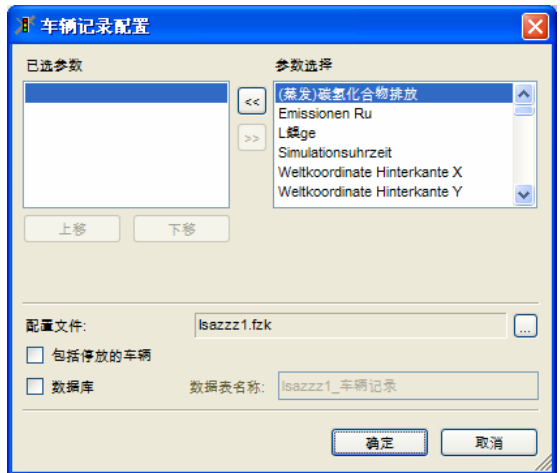 车辆记录配置
已选参数
参数选择
<<
(蒸发)碳氢化合物排放
Emissionen Ru
>>
L鋘ge
Simulationsuhrzeit
Weltkoordinate Hinterkante X
Weltkoordinate Hinterkante Y
上移 下移
配置文件: lsazzz1.fzk ...
包括停放的车辆
数据库 数据表名称: lsazzz1_车辆记录
确定 取消